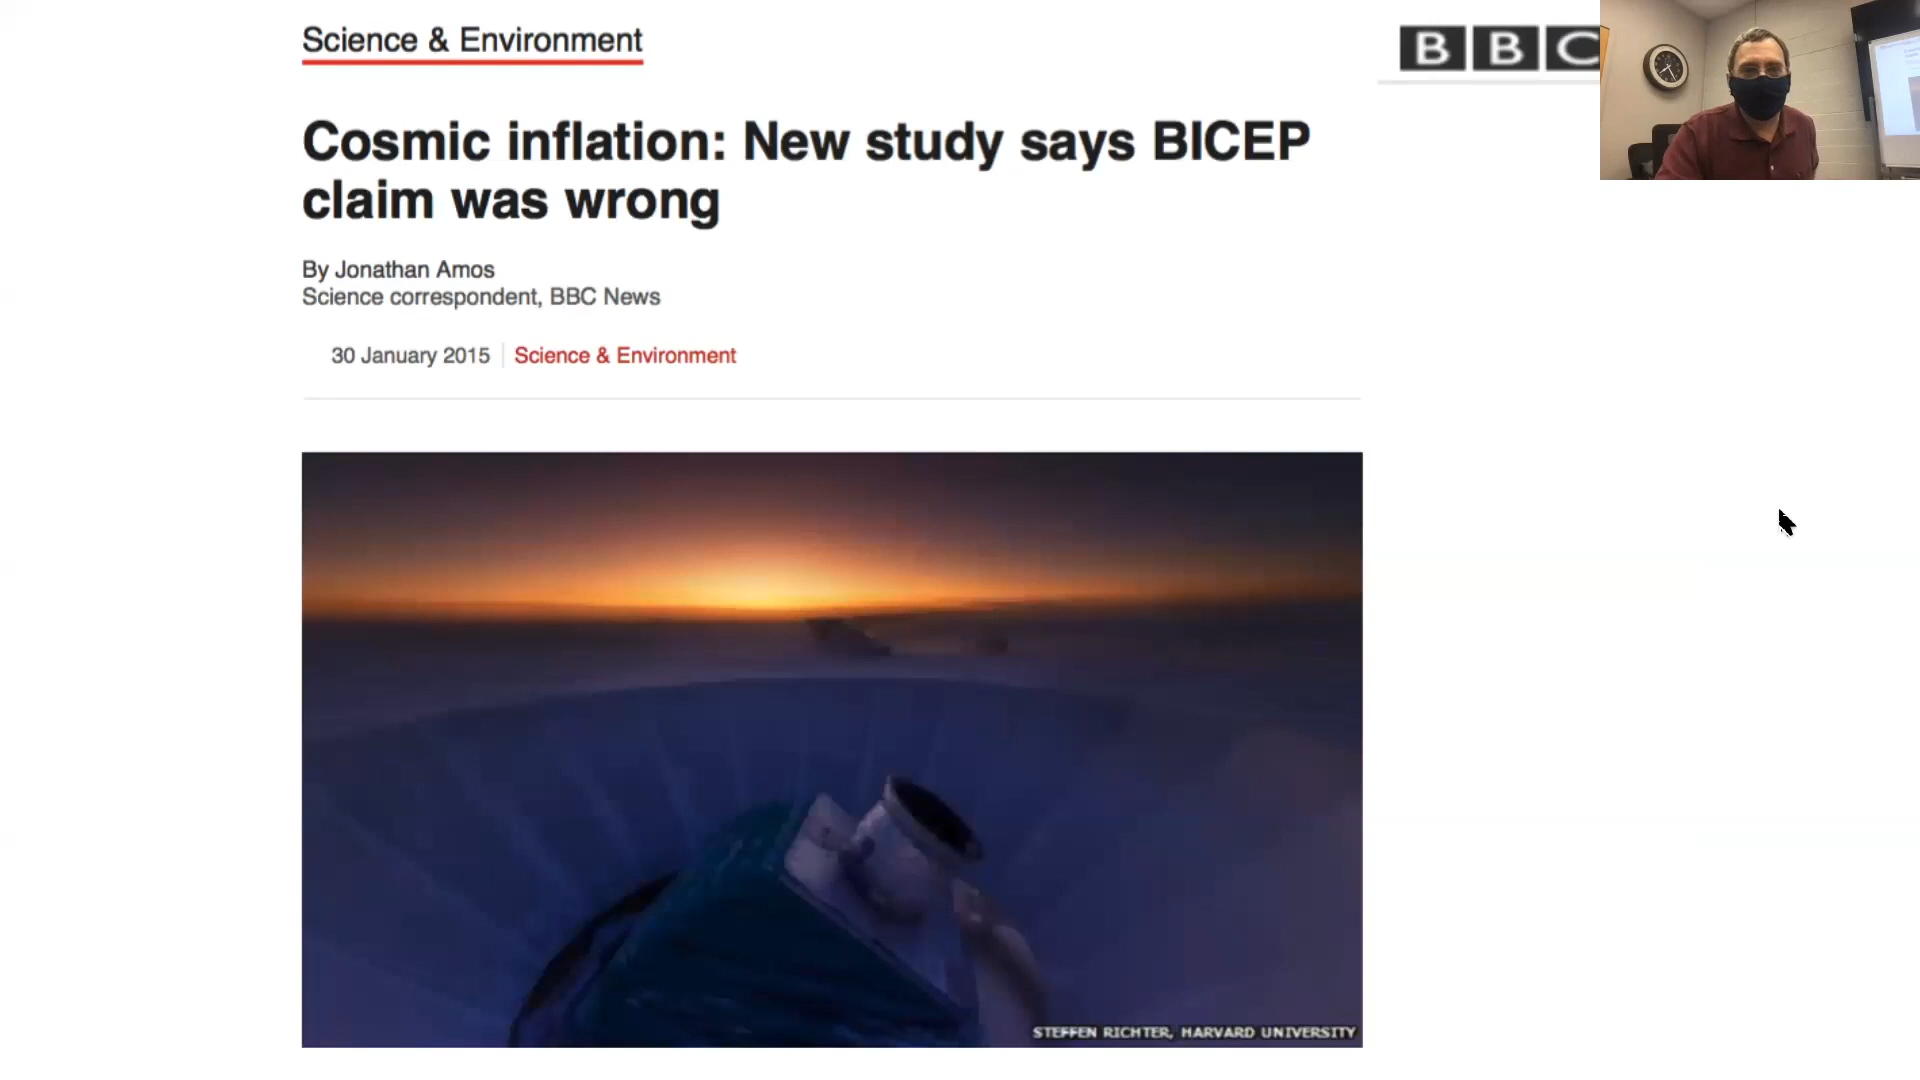 Science & Environment
BBC
Cosmic inflation: New study says BICEP
claim was wrong
By Jonathan Amos
Science correspondent, BBC News
30 January 2015
Science & Environment
STEFFEN RICHTER, HARVARD UNIVERSITY